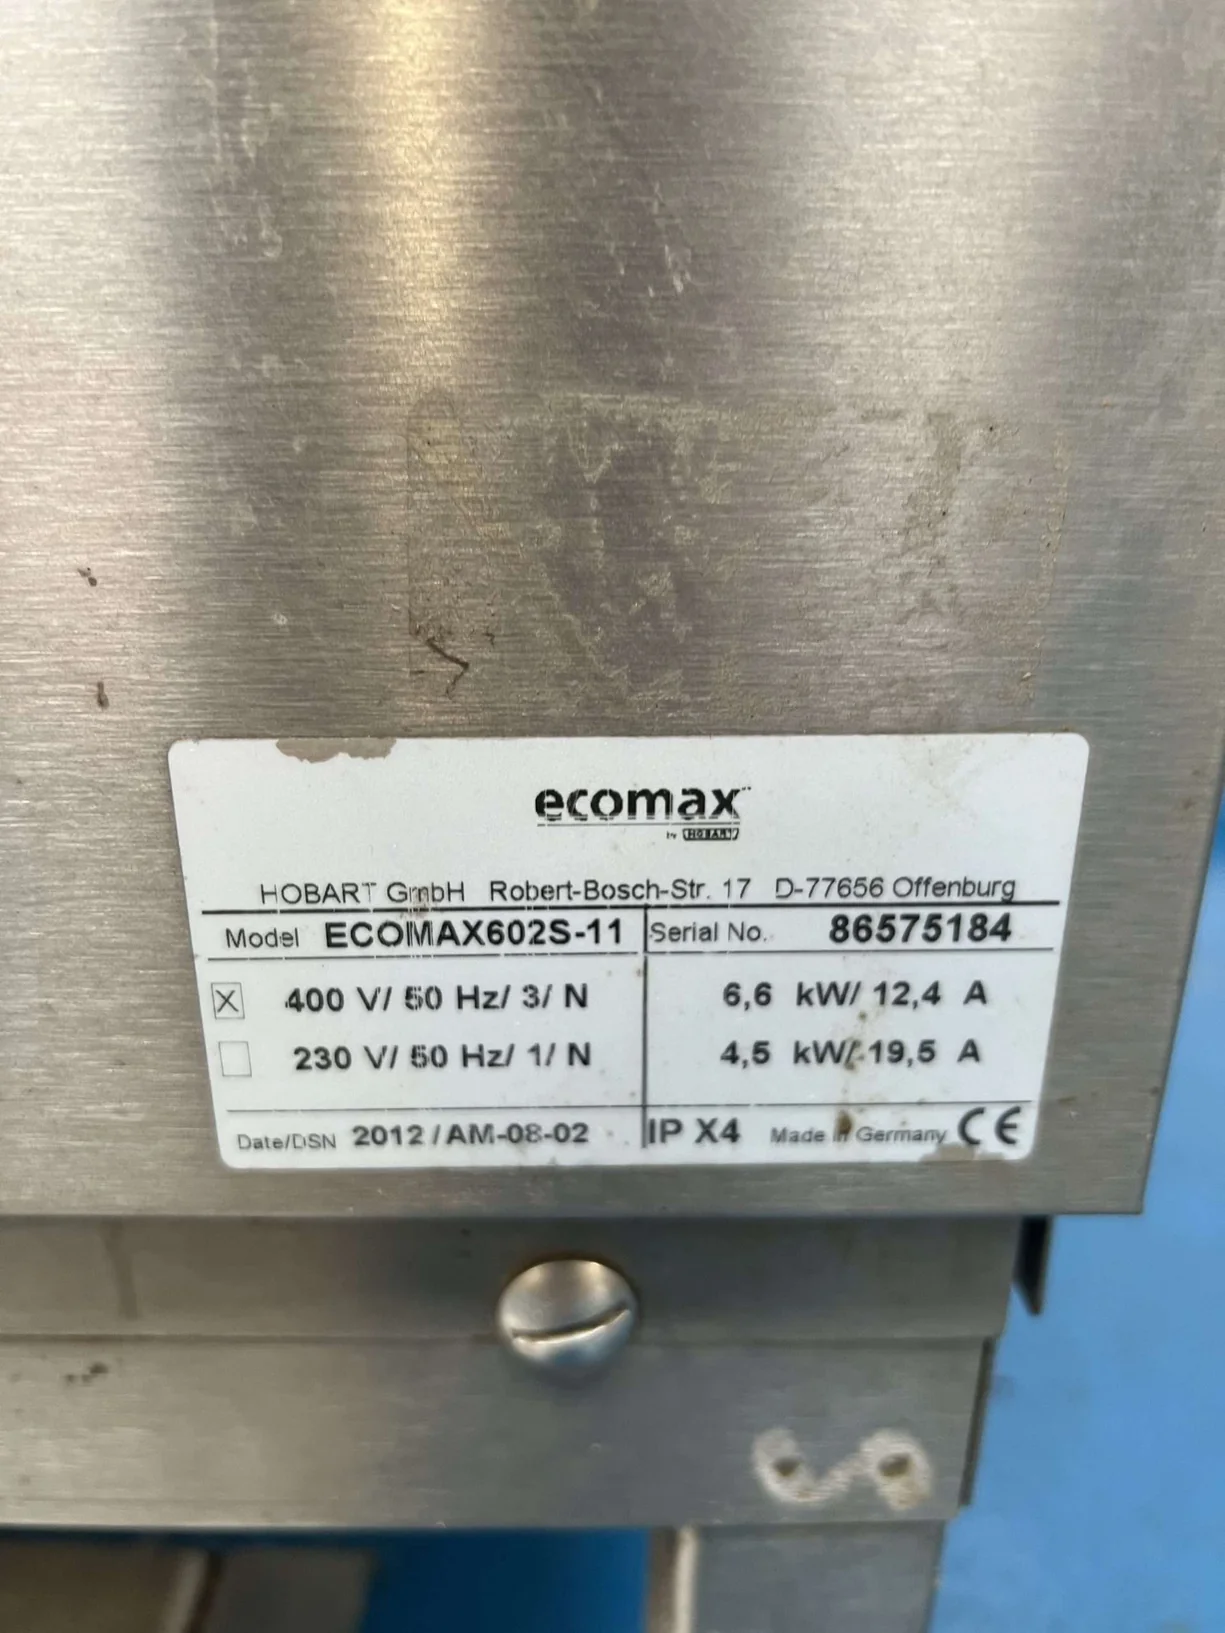 ecomax
by HOBART
HOBART GmbH Robert-Bosch-Str. 17 D-77656 Offenburg
Model ECOMAX602S-11 Serial No. 86575184
X 400 V/ 50 Hz/ 3/ N 6,6 kW/ 12,4 A
230 V/ 50 Hz/ 1/ N 4,5 kW/ 19,5 A
Date/DSN 2012 / AM-08-02 IP X4 Made in Germany CE